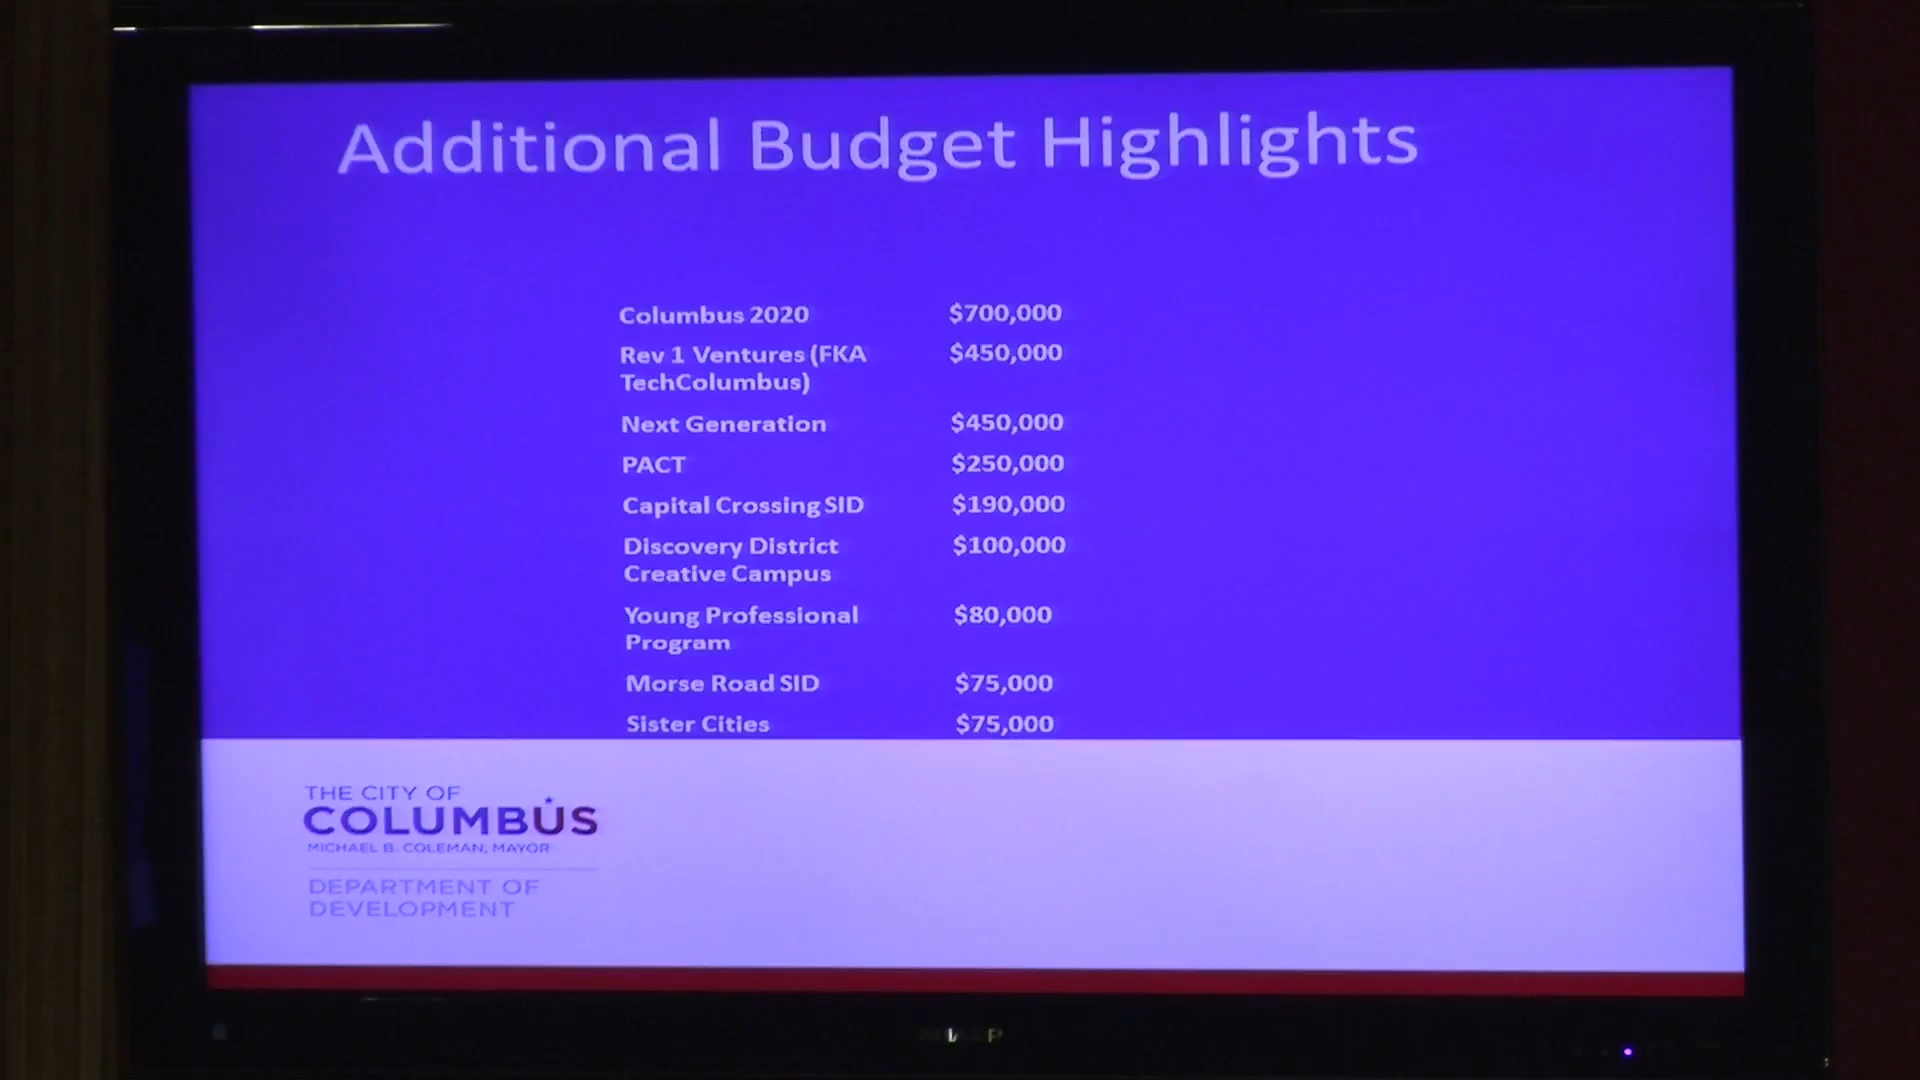 Additional Budget Highlights
Columbus 2020 $700,000
Rev 1 Ventures (FKA $450,000
TechColumbus)
Next Generation $450,000
PACT $250,000
Capital Crossing SID $190,000
Discovery District $100,000
Creative Campus
Young Professional $80,000
Program
Morse Road SID $75,000
Sister Cities $75,000
THE CITY OF
COLUMBUS
MICHAEL B. COLEMAN, MAYOR
DEPARTMENT OF
DEVELOPMENT